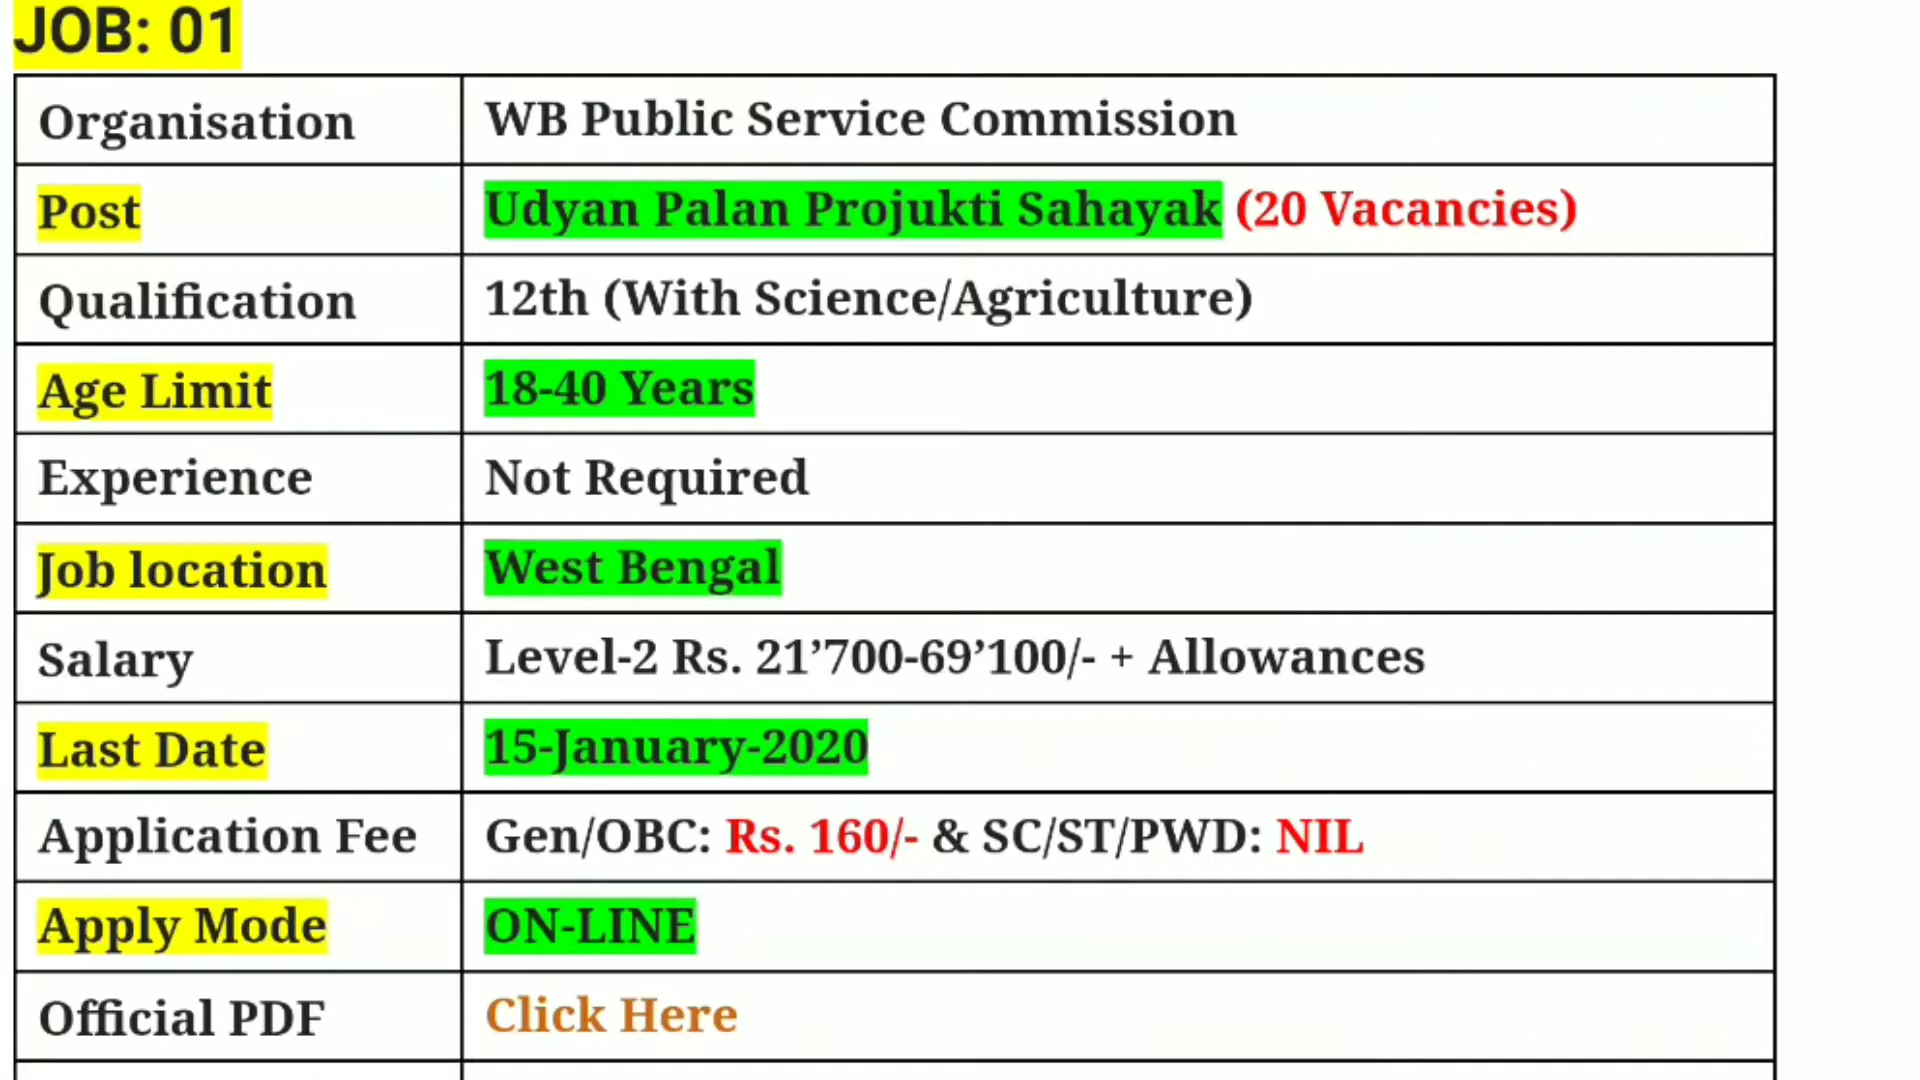 JOB: 01
Organisation WB Public Service Commission
Post Udyan Palan Projukti Sahayak (20 Vacancies)
Qualification 12th (With Science/Agriculture)
Age Limit 18-40 Years
Experience Not Required
Job location West Bengal
Salary Level-2 Rs. 21’700-69’100/- + Allowances
Last Date 15-January-2020
Application Fee Gen/OBC: Rs. 160/- & SC/ST/PWD: NIL
Apply Mode ON-LINE
Official PDF Click Here